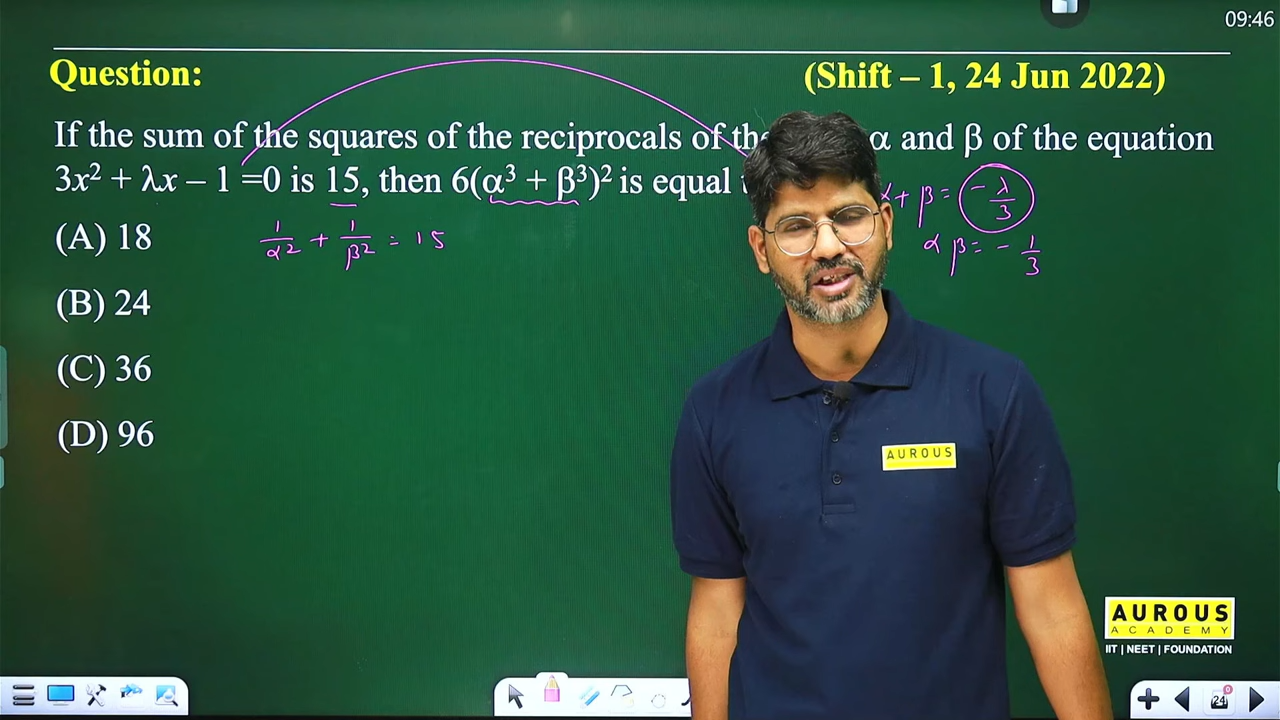 09:46
Question: (Shift – 1, 24 Jun 2022)
If the sum of the squares of the reciprocals of the α and β of the equation
3x² + λx – 1 =0 is 15, then 6(α³ + β³)² is equal
+ β = - λ/3
(A) 18
1/α² + 1/β² = 15
α β = - 1/3
(B) 24
(C) 36
(D) 96
AUROUS
AUROUS
ACADEMY
IIT | NEET | FOUNDATION
24
0